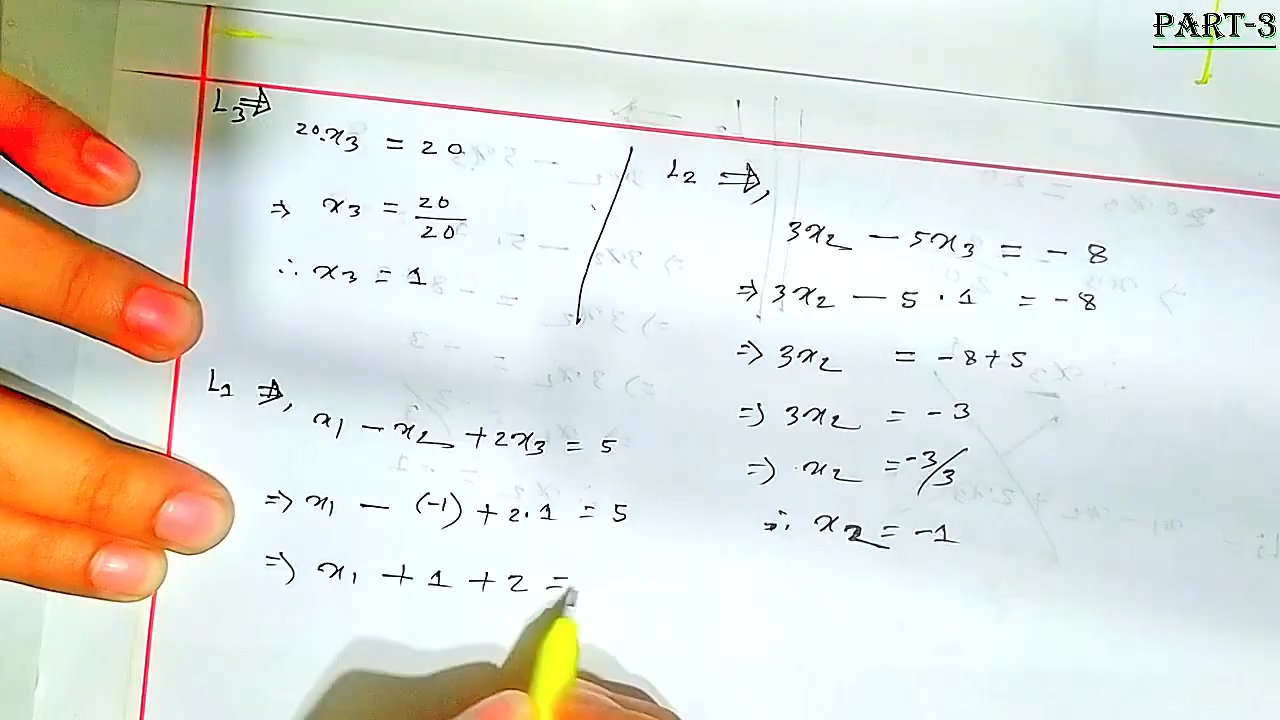 PART-3
L3 ⇒
20.x3 = 20
⇒ x3 = 20/20
∴ x3 = 1
L2 ⇒,
3x2 − 5x3 = − 8
⇒ 3x2 − 5 · 1 = −8
⇒ 3x2 = −8+5
⇒ 3x2 = −3
⇒ x2 = −3/3
∴ x2 = −1
L1 ⇒,
x1 − x2 + 2x3 = 5
⇒ x1 − (−1) + 2·1 = 5
⇒ x1 + 1 + 2 =